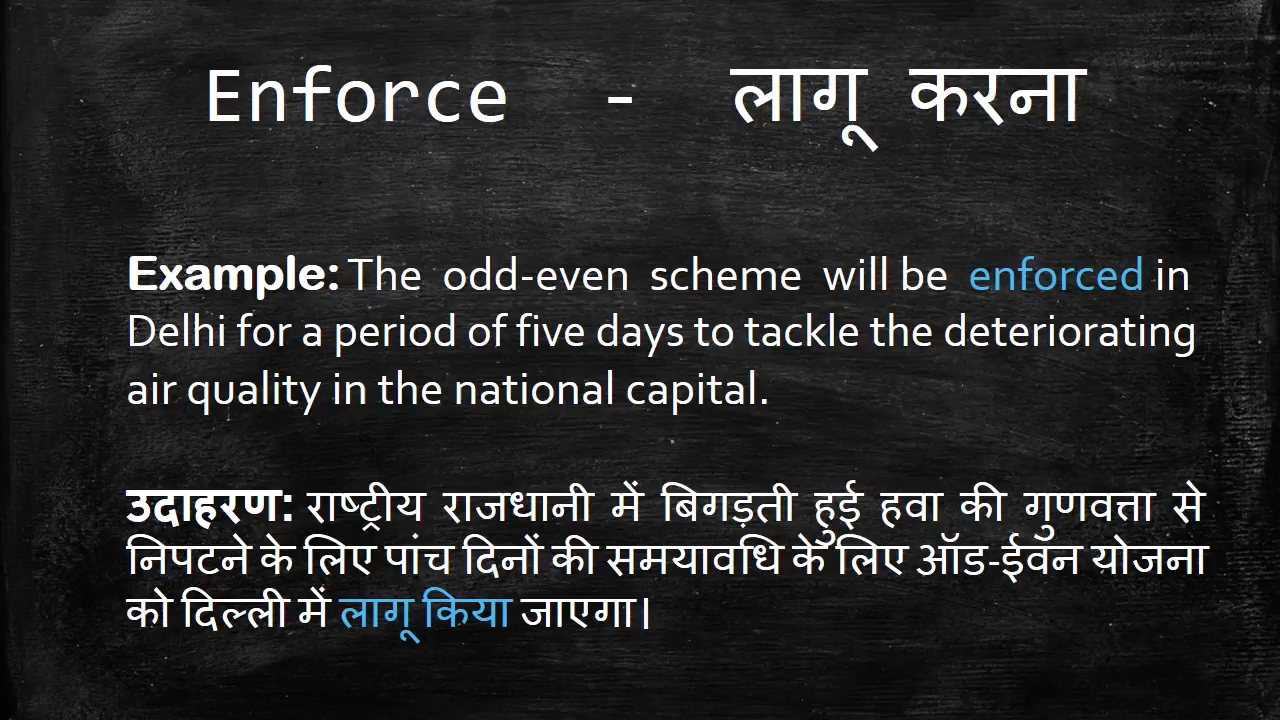 Enforce - लागू करना
Example: The odd-even scheme will be enforced in
Delhi for a period of five days to tackle the deteriorating
air quality in the national capital.
उदाहरण: राष्ट्रीय राजधानी में बिगड़ती हुई हवा की गुणवत्ता से
निपटने के लिए पांच दिनों की समयावधि के लिए ऑड-ईवन योजना
को दिल्ली में लागू किया जाएगा।